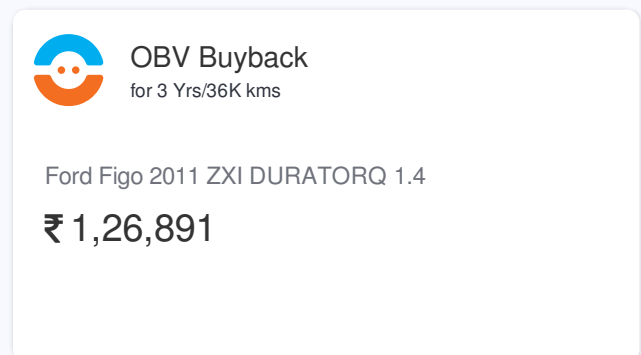 OBV Buyback
for 3 Yrs/36K kms
Ford Figo 2011 ZXI DURATORQ 1.4
₹ 1,26,891